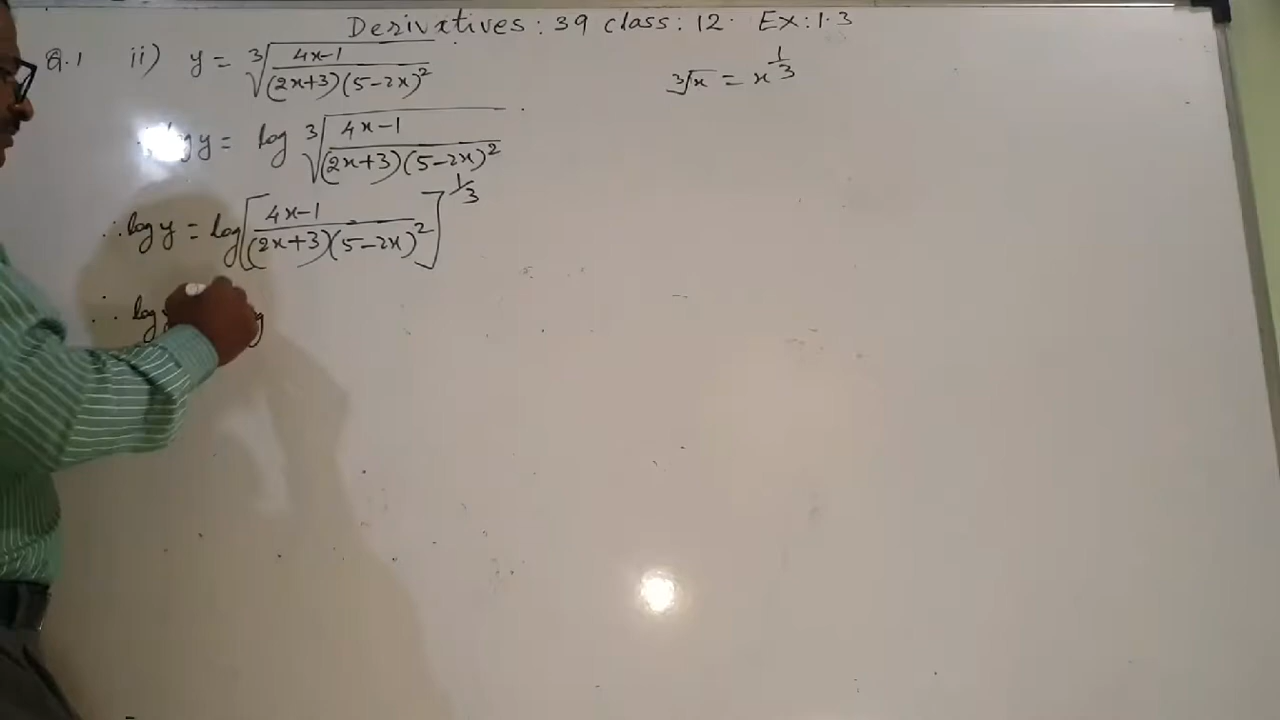 Derivatives : 39 class : 12. Ex : 1.3
Q.1 ii) y = ∛((4x-1)/((2x+3)(5-2x)²))
∛x = x^(1/3)
y = log ∛((4x-1)/((2x+3)(5-2x)²))
∴ log y = log[(4x-1)/((2x+3)(5-2x)²)]^(1/3)
∴ log